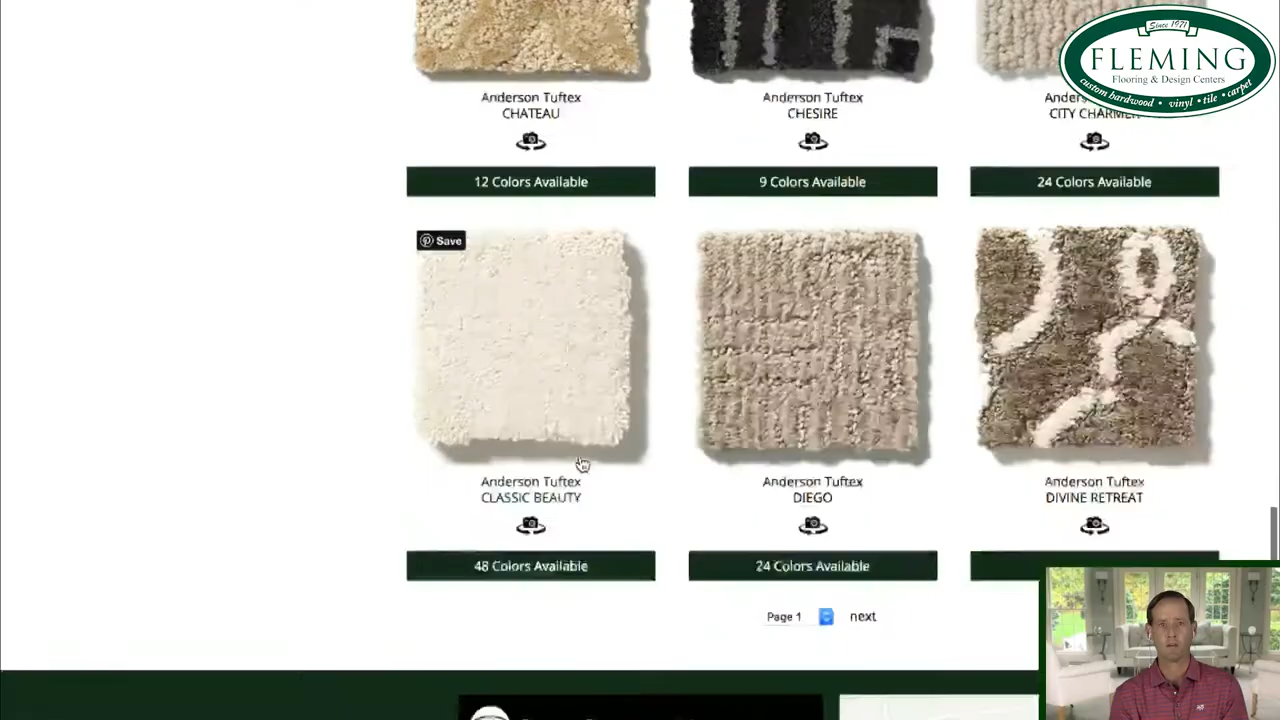 Since 1971
FLEMING
Flooring & Design Centers
custom hardwood • vinyl • tile • carpet
Anderson Tuftex
CHATEAU
12 Colors Available
Anderson Tuftex
CHESIRE
9 Colors Available
CITY CHARMER
24 Colors Available
Save
Anderson Tuftex
CLASSIC BEAUTY
48 Colors Available
Anderson Tuftex
DIEGO
24 Colors Available
Anderson Tuftex
DIVINE RETREAT
Page 1
next